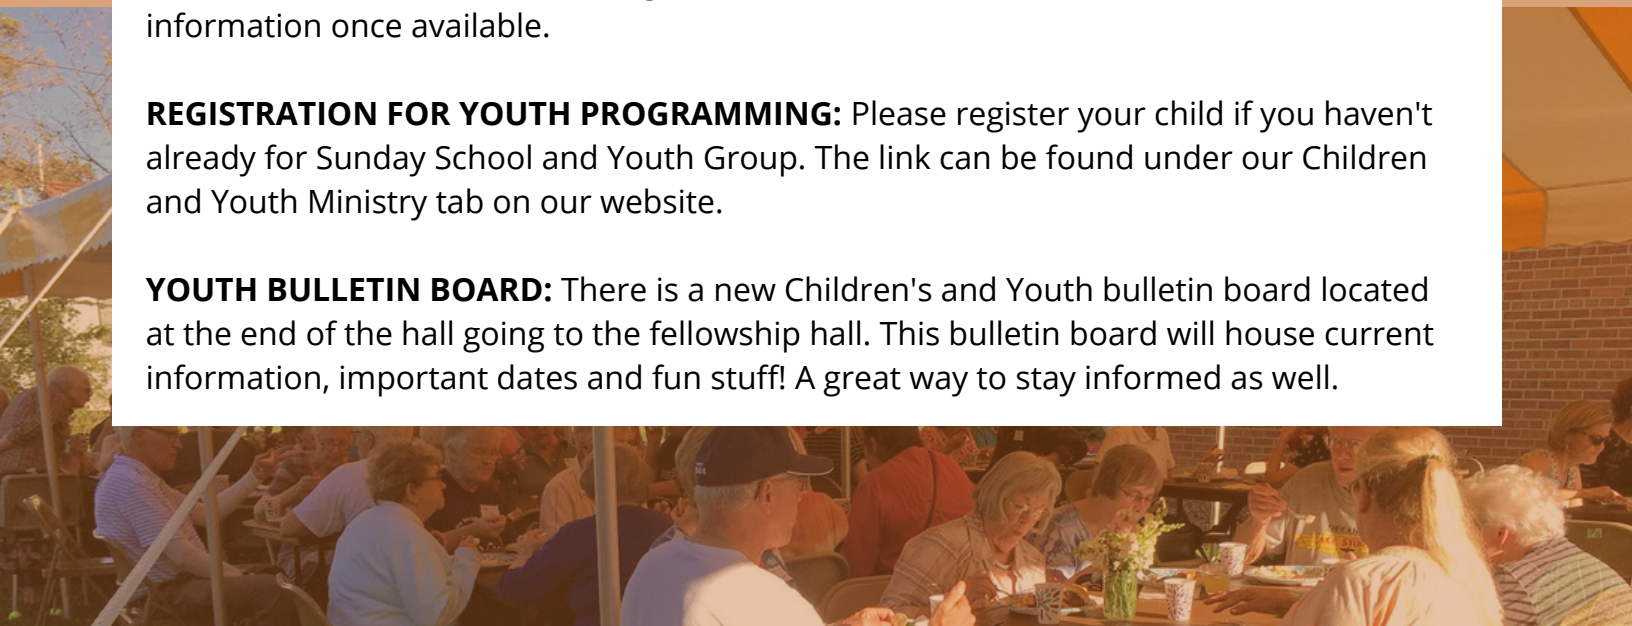 information once available.
REGISTRATION FOR YOUTH PROGRAMMING: Please register your child if you haven't
already for Sunday School and Youth Group. The link can be found under our Children
and Youth Ministry tab on our website.
YOUTH BULLETIN BOARD: There is a new Children's and Youth bulletin board located
at the end of the hall going to the fellowship hall. This bulletin board will house current
information, important dates and fun stuff! A great way to stay informed as well.